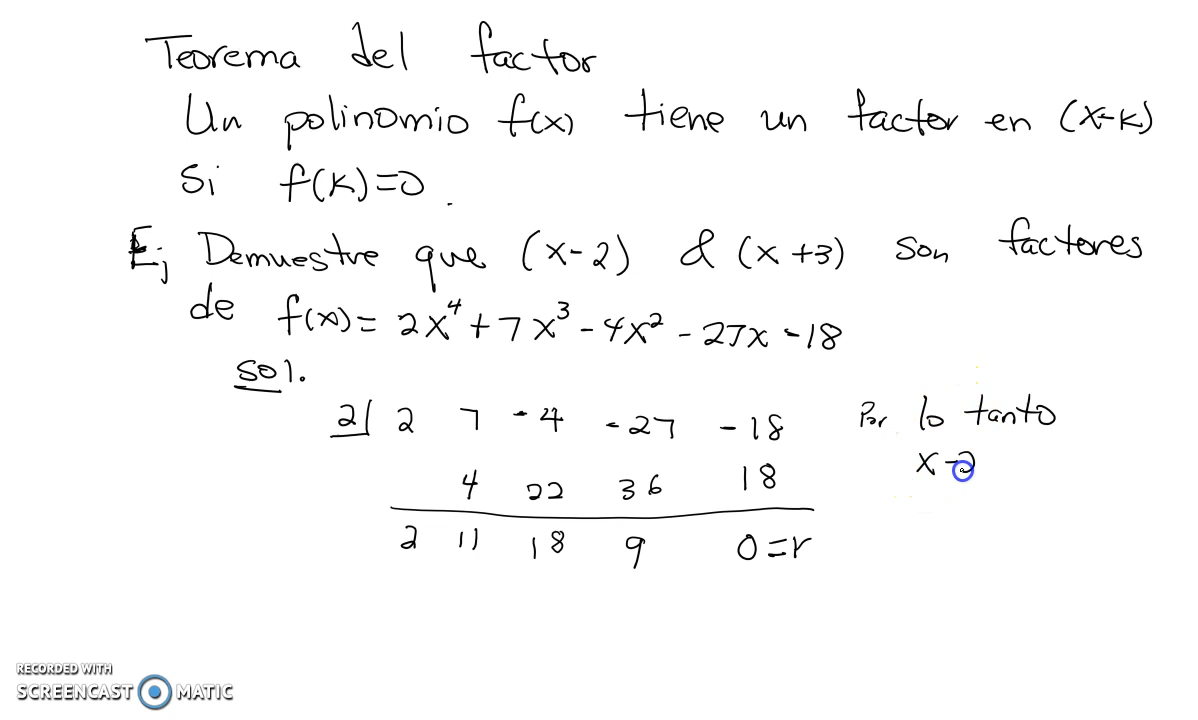 Teorema del factor
Un polinomio f(x) tiene un factor en (x-k)
Si f(k)=0.
Ej Demuestre que (x-2) & (x+3) son factores
de f(x)= 2x⁴+7x³-4x²-27x-18
Sol.
2| 2 7 -4 -27 -18 Por lo tanto
4 22 36 18 x-2
2 11 18 9 0=r
RECORDED WITH
SCREENCAST MATIC